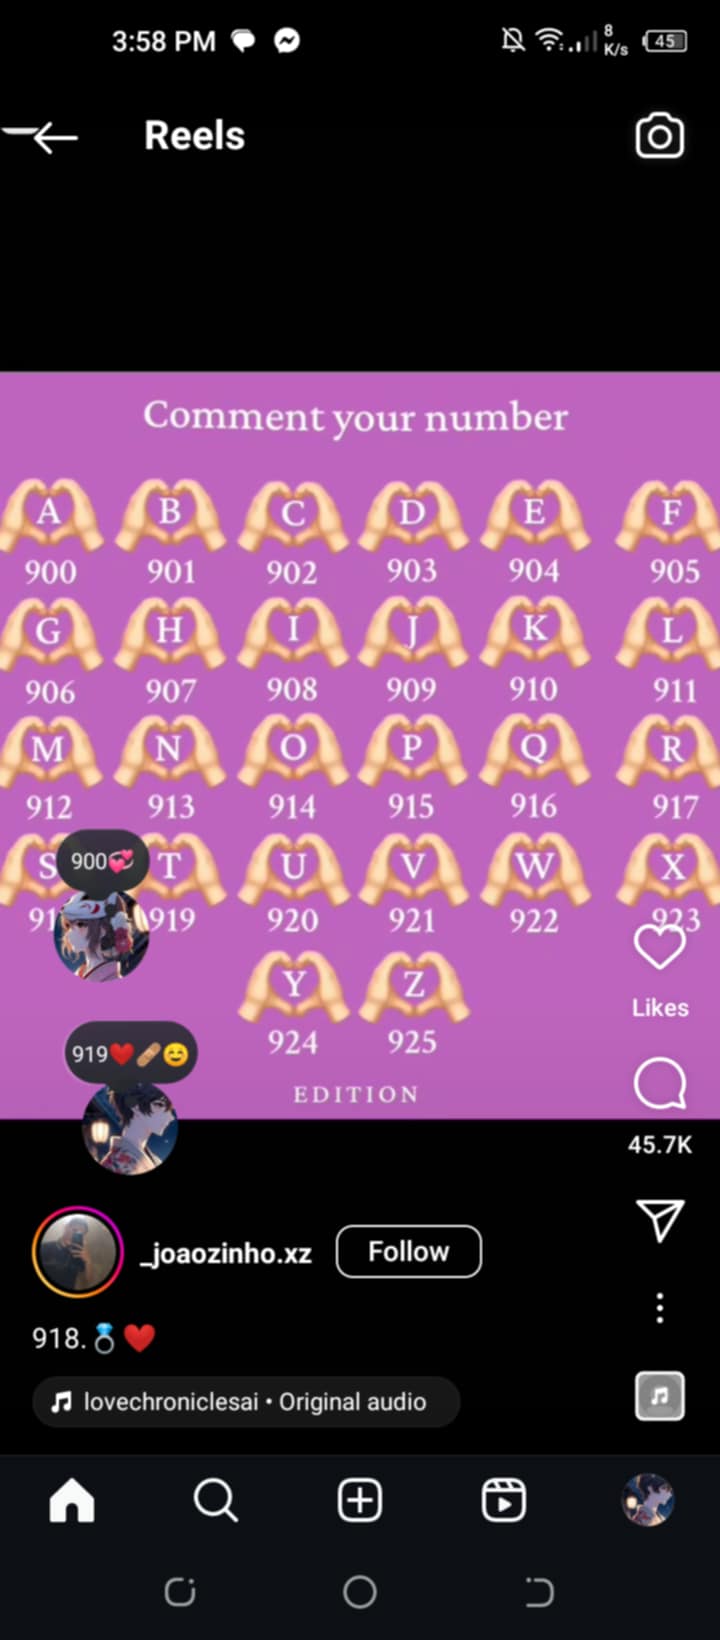 3:58 PM
8
K/s
45
Reels
Comment your number
A B C D E F
900 901 902 903 904 905
G H I J K L
906 907 908 909 910 911
M N O P Q R
912 913 914 915 916 917
S T U V W X
919 920 921 922 923
900💞
Y Z
924 925
919❤️🩹☺️
EDITION
Likes
45.7K
_joaozinho.xz
Follow
918.💍❤️
lovechroniclesai • Original audio